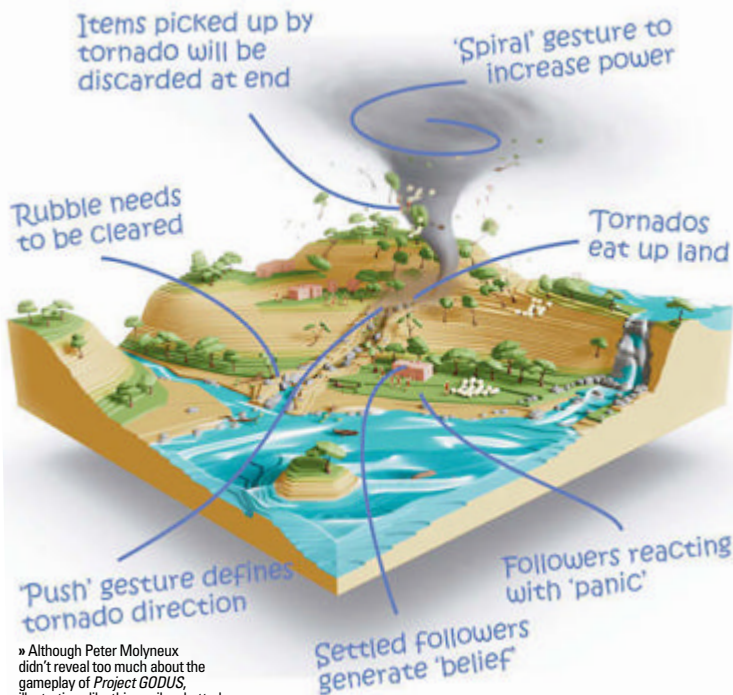 Items picked up by
tornado will be
discarded at end
'Spiral' gesture to
increase power
Rubble needs
to be cleared
Tornados
eat up land
'Push' gesture defines
tornado direction
Followers reacting
with 'panic'
Settled followers
generate 'belief'
» Although Peter Molyneux
didn't reveal too much about the
gameplay of Project GODUS,